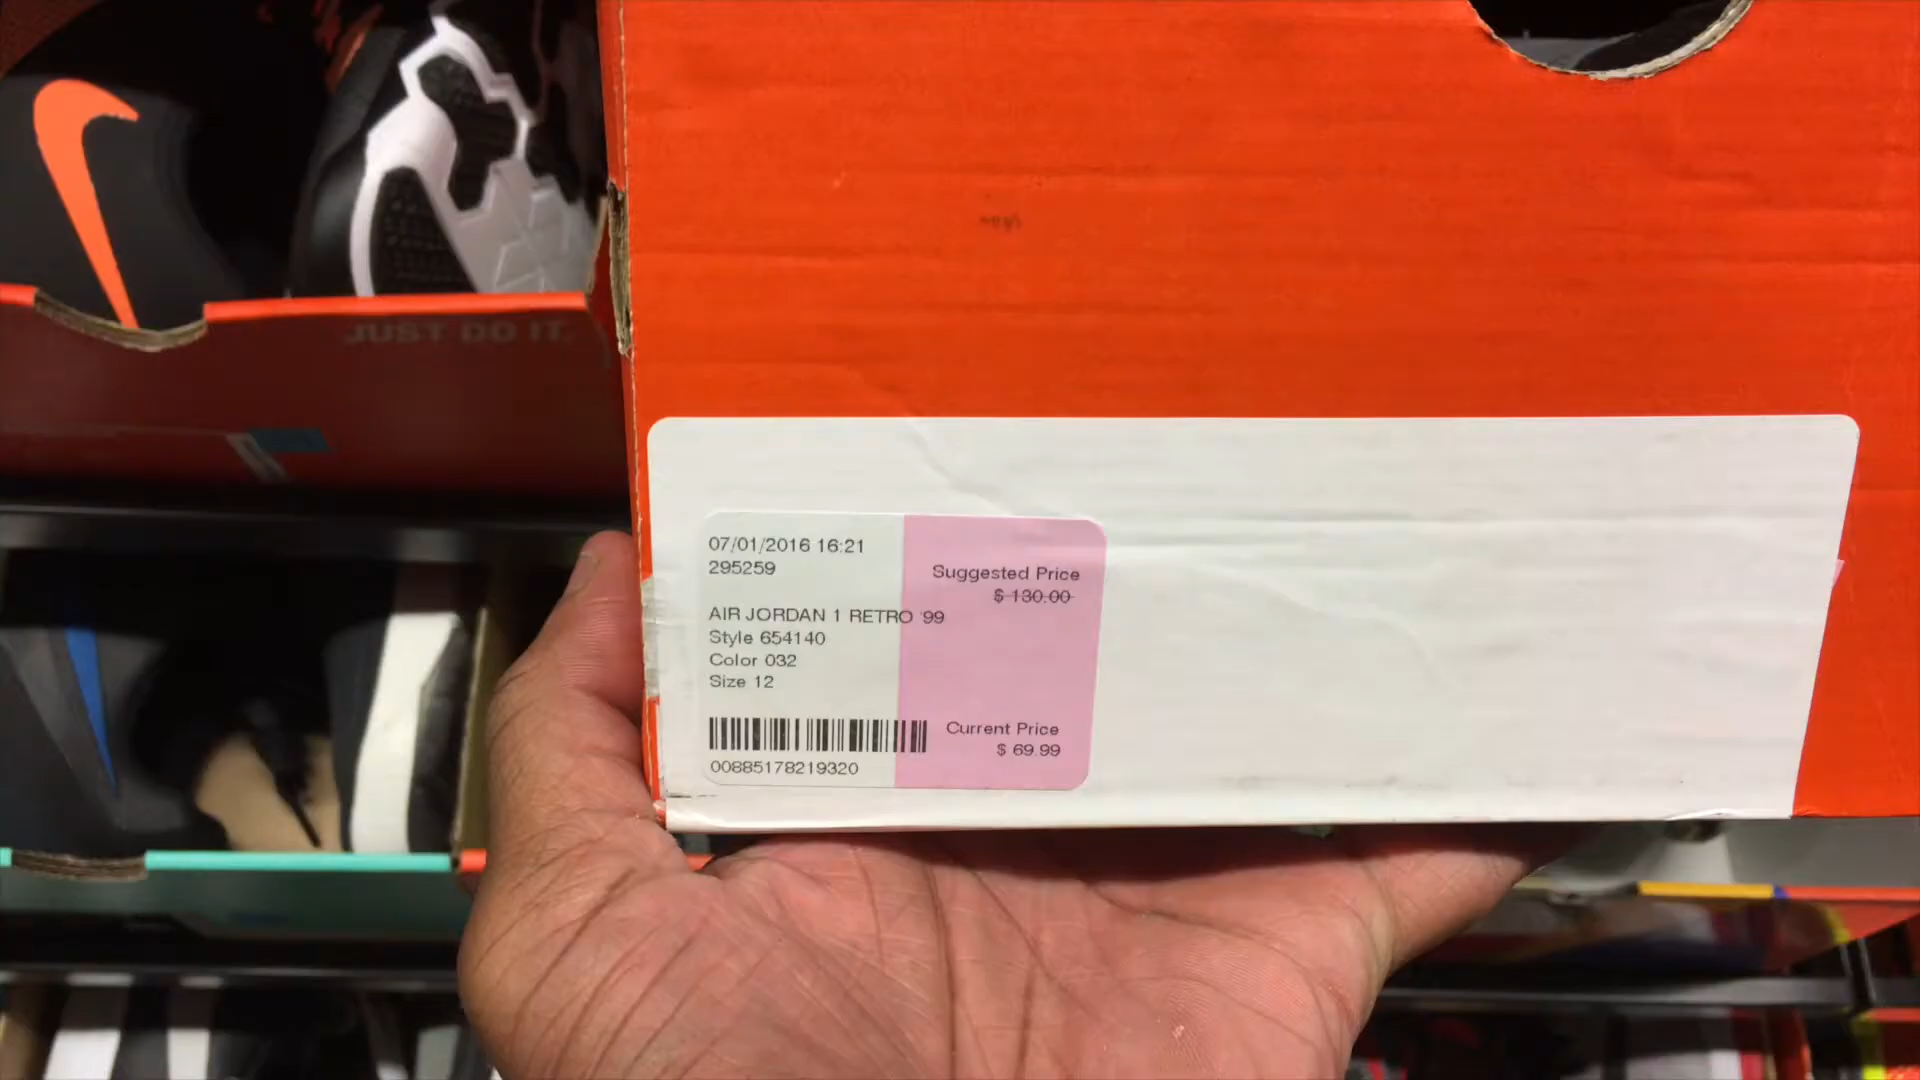 JUST DO IT.
07/01/2016 16:21
295259
Suggested Price
$ 130.00
AIR JORDAN 1 RETRO '99
Style 654140
Color 032
Size 12
Current Price
$ 69.99
00885178219320